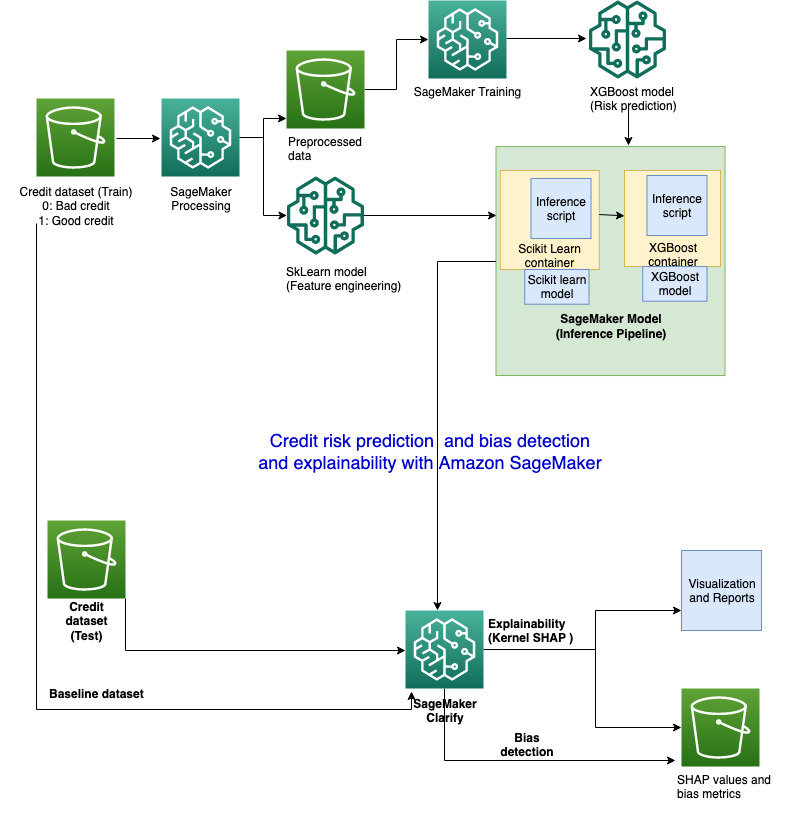 SageMaker Training
XGBoost model
(Risk prediction)
Preprocessed
data
Credit dataset (Train)
0: Bad credit
1: Good credit
SageMaker
Processing
SkLearn model
(Feature engineering)
Inference
script
Scikit Learn
container
Scikit learn
model
Inference
script
XGBoost
container
XGBoost
model
SageMaker Model
(Inference Pipeline)
Credit risk prediction and bias detection
and explainability with Amazon SageMaker
Credit
dataset
(Test)
Baseline dataset
SageMaker
Clarify
Explainability
(Kernel SHAP )
Bias
detection
Visualization
and Reports
SHAP values and
bias metrics